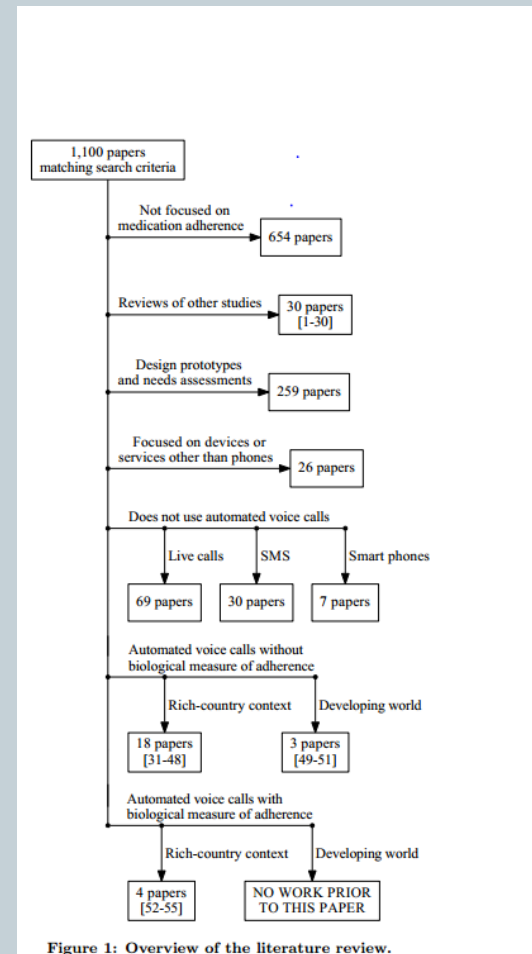 1,100 papers
matching search criteria
Not focused on
medication adherence
654 papers
Reviews of other studies
30 papers
[1-30]
Design prototypes
and needs assessments
259 papers
Focused on devices or
services other than phones
26 papers
Does not use automated voice calls
Live calls
SMS
Smart phones
69 papers
30 papers
7 papers
Automated voice calls without
biological measure of adherence
Rich-country context
Developing world
18 papers
[31-48]
3 papers
[49-51]
Automated voice calls with
biological measure of adherence
Rich-country context
Developing world
4 papers
[52-55]
NO WORK PRIOR
TO THIS PAPER
Figure 1: Overview of the literature review.